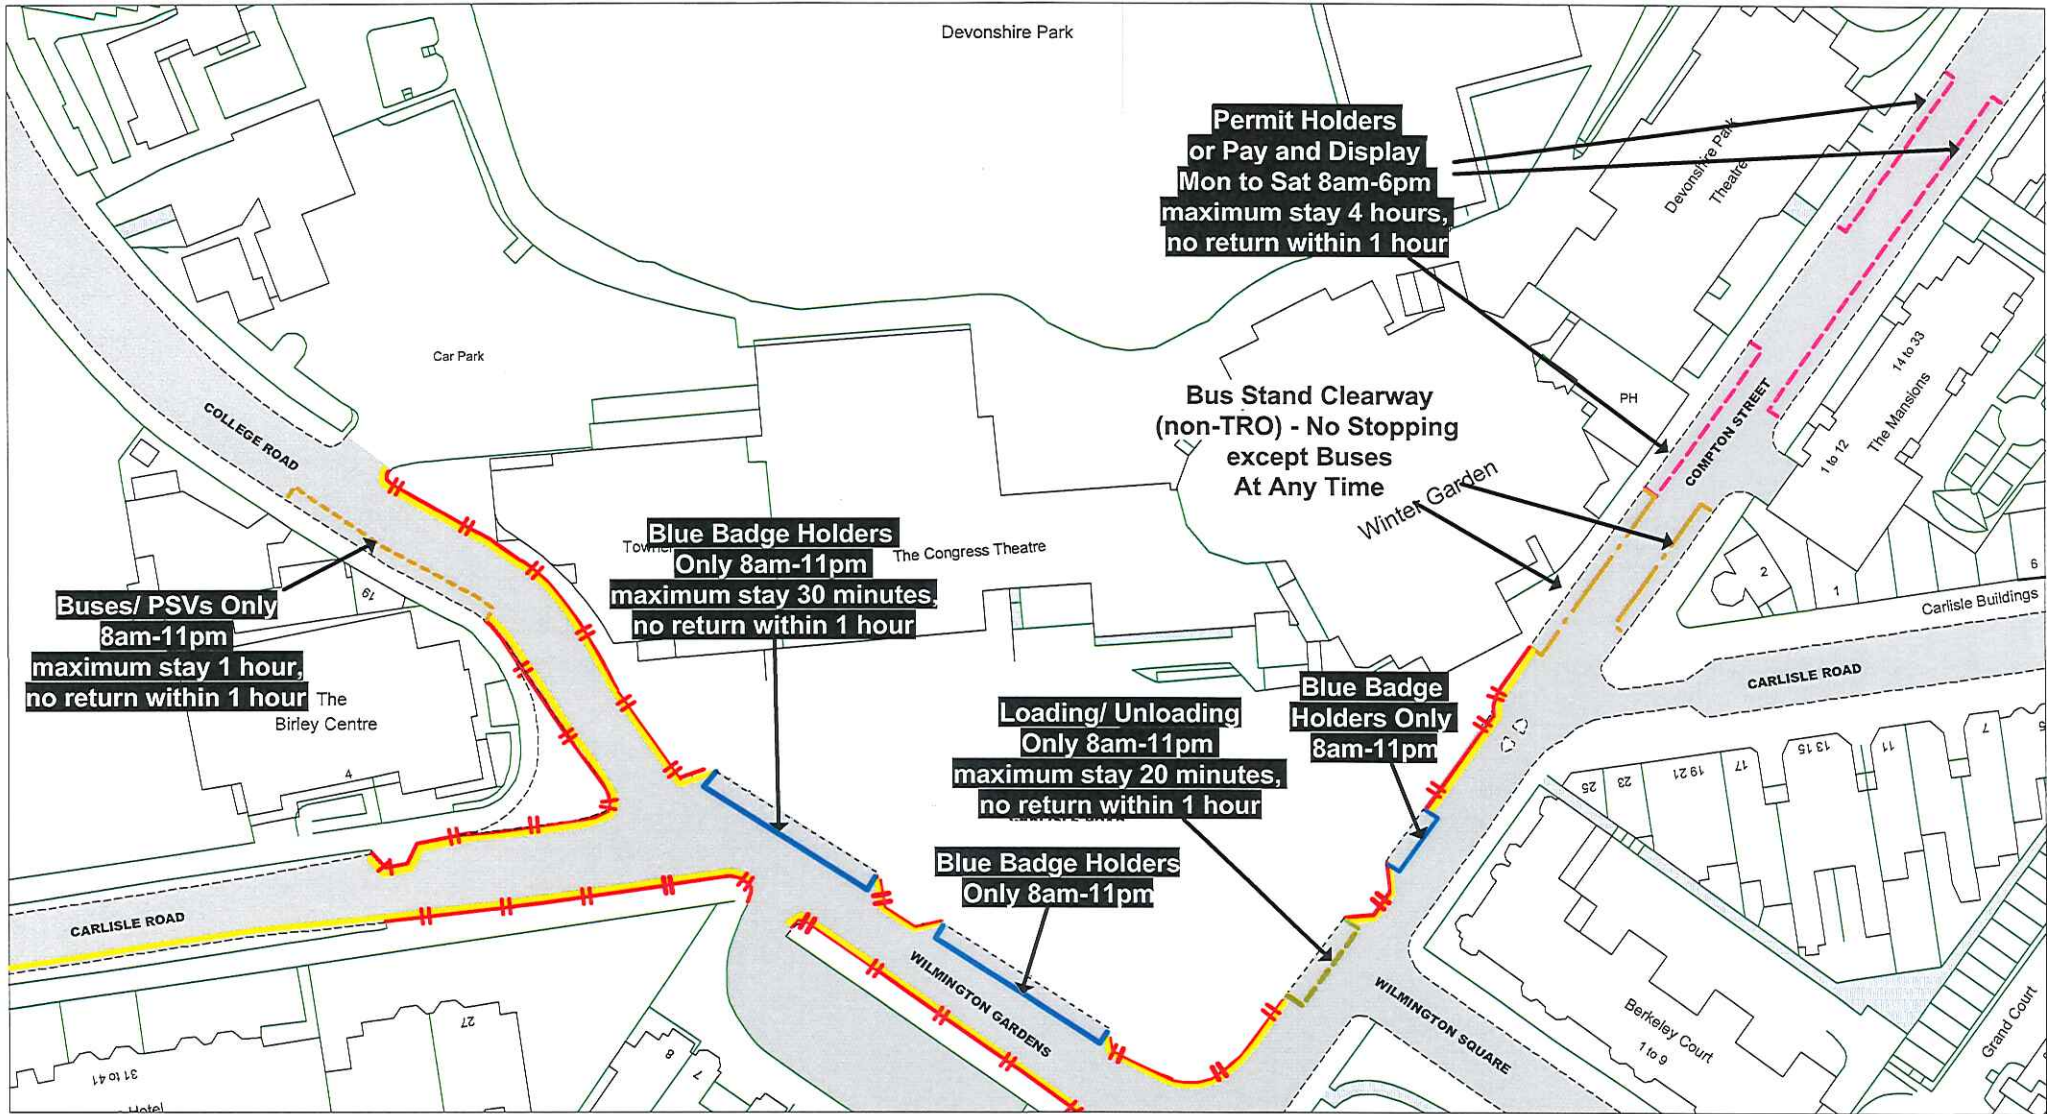 Devonshire Park
Permit Holders
or Pay and Display
Mon to Sat 8am-6pm
maximum stay 4 hours,
no return within 1 hour
Devonshire Park
Theatre
Car Park
COLLEGE ROAD
Bus Stand Clearway
(non-TRO) - No Stopping
except Buses
At Any Time
Winter Garden
PH
COMPTON STREET
14 to 33
The Mansions
1 to 12
Blue Badge Holders
Only 8am-11pm
maximum stay 30 minutes,
no return within 1 hour
The Congress Theatre
Buses/ PSVs Only
8am-11pm
maximum stay 1 hour,
no return within 1 hour
19
The
Birley Centre
4
2
1
6
Carlisle Buildings
CARLISLE ROAD
Blue Badge
Holders Only
8am-11pm
Loading/ Unloading
Only 8am-11pm
maximum stay 20 minutes,
no return within 1 hour
Blue Badge Holders
Only 8am-11pm
25
23
19 21
17
13 15
11
7
5
CARLISLE ROAD
WILMINGTON GARDENS
WILMINGTON SQUARE
Berkeley Court
1 to 9
Grand Court
31 to 41
Hotel
27
8
7